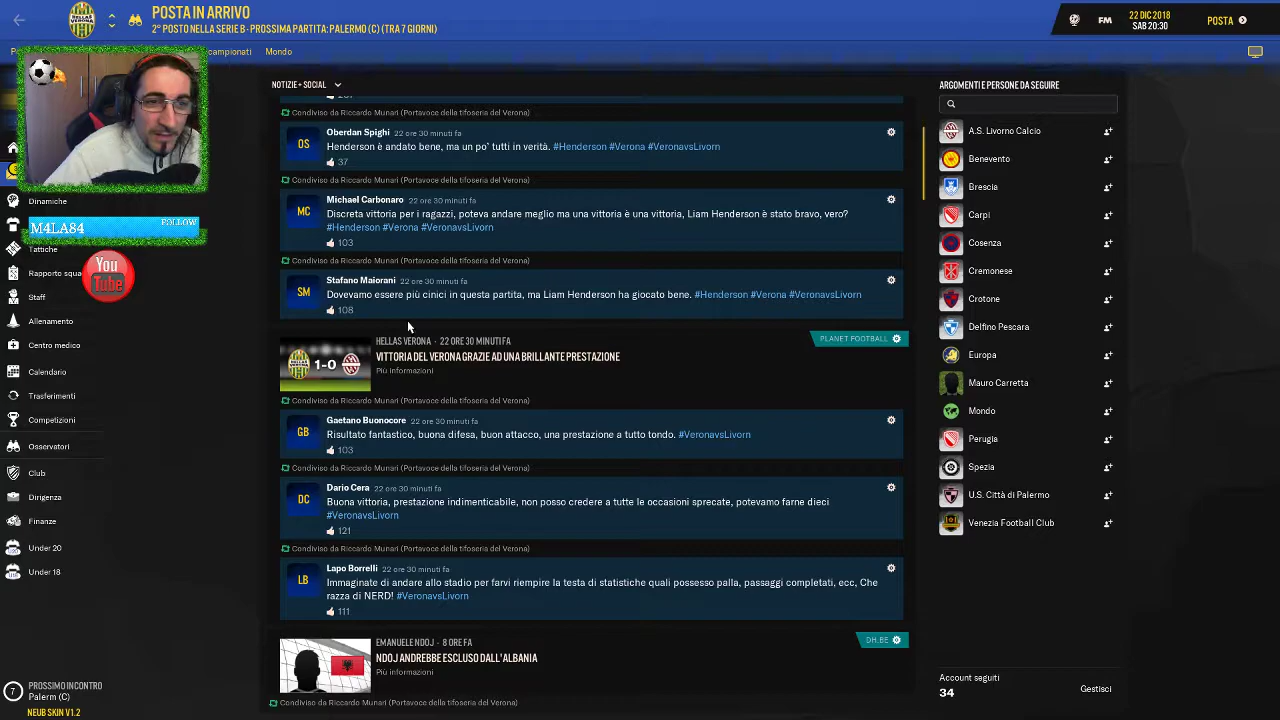 POSTA IN ARRIVO
2° POSTO NELLA SERIE B - PROSSIMA PARTITA: PALERMO (C) (TRA 7 GIORNI)
FM
22 DIC 2018
SAB 20:30
POSTA
Mondo
NOTIZIE + SOCIAL
ARGOMENTI E PERSONA DA SEGUIRE
Condiviso da Riccardo Munari (Portavoce della tifoseria del Verona)
OS
Oberdan Spighi 22 ore 30 minuti fa
Henderson è andato bene, ma un po' tutti in verità. #Henderson #Verona #VeronavsLivorn
37
Condiviso da Riccardo Munari (Portavoce della tifoseria del Verona)
MC
Michael Carbonaro 22 ore 30 minuti fa
Discreta vittoria per i ragazzi, poteva andare meglio ma una vittoria è una vittoria, Liam Henderson è stato bravo, vero?
#Henderson #Verona #VeronavsLivorn
103
Condiviso da Riccardo Munari (Portavoce della tifoseria del Verona)
SM
Stafano Maiorani 22 ore 30 minuti fa
Dovevamo essere più cinici in questa partita, ma Liam Henderson ha giocato bene. #Henderson #Verona #VeronavsLivorn
108
1-0
HELLAS VERONA · 22 ORE 30 MINUTI FA
PLANET FOOTBALL
VITTORIA DEL VERONA GRAZIE AD UNA BRILLANTE PRESTAZIONE
Più informazioni
Condiviso da Riccardo Munari (Portavoce della tifoseria del Verona)
GB
Gaetano Buonocore 22 ore 30 minuti fa
Risultato fantastico, buona difesa, buon attacco, una prestazione a tutto tondo. #VeronavsLivorn
103
Condiviso da Riccardo Munari (Portavoce della tifoseria del Verona)
DC
Dario Cera 22 ore 30 minuti fa
Buona vittoria, prestazione indimenticabile, non posso credere a tutte le occasioni sprecate, potevamo farne dieci
#VeronavsLivorn
121
Condiviso da Riccardo Munari (Portavoce della tifoseria del Verona)
LB
Lapo Borrelli 22 ore 30 minuti fa
Immaginate di andare allo stadio per farvi riempire la testa di statistiche quali possesso palla, passaggi completati, ecc, Che
razza di NERD! #VeronavsLivorn
111
EMANUELE NDOJ · 8 ORE FA
DH.BE
NDOJ ANDREBBE ESCLUSO DALL'ALBANIA
Più informazioni
Condiviso da Riccardo Munari (Portavoce della tifoseria del Verona)
A.S. Livorno Calcio
Benevento
Brescia
Carpi
Cosenza
Cremonese
Crotone
Delfino Pescara
Europa
Mauro Carretta
Mondo
Perugia
Spezia
U.S. Città di Palermo
Venezia Football Club
Account seguiti
34
Gestisci
Dinamiche
FOLLOW
M4LA84
Tattiche
You
Tube
Staff
Allenamento
Centro medico
Calendario
Trasferimenti
Competizioni
Osservatori
Club
Dirigenza
Finanze
Under 20
Under 18
7
PROSSIMO INCONTRO
Palerm (C)
NEUB SKIN V1.2